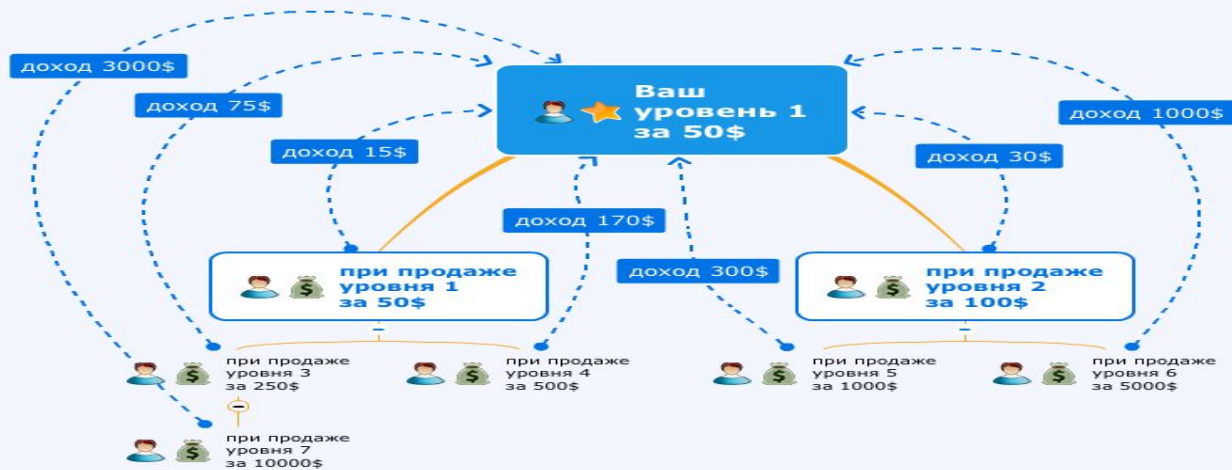 доход 3000$
доход 75$
доход 15$
Ваш
уровень 1
за 50$
доход 1000$
доход 30$
доход 170$
доход 300$
при продаже
уровня 1
за 50$
при продаже
уровня 2
за 100$
при продаже
уровня 3
за 250$
при продаже
уровня 4
за 500$
при продаже
уровня 5
за 1000$
при продаже
уровня 6
за 5000$
при продаже
уровня 7
за 10000$